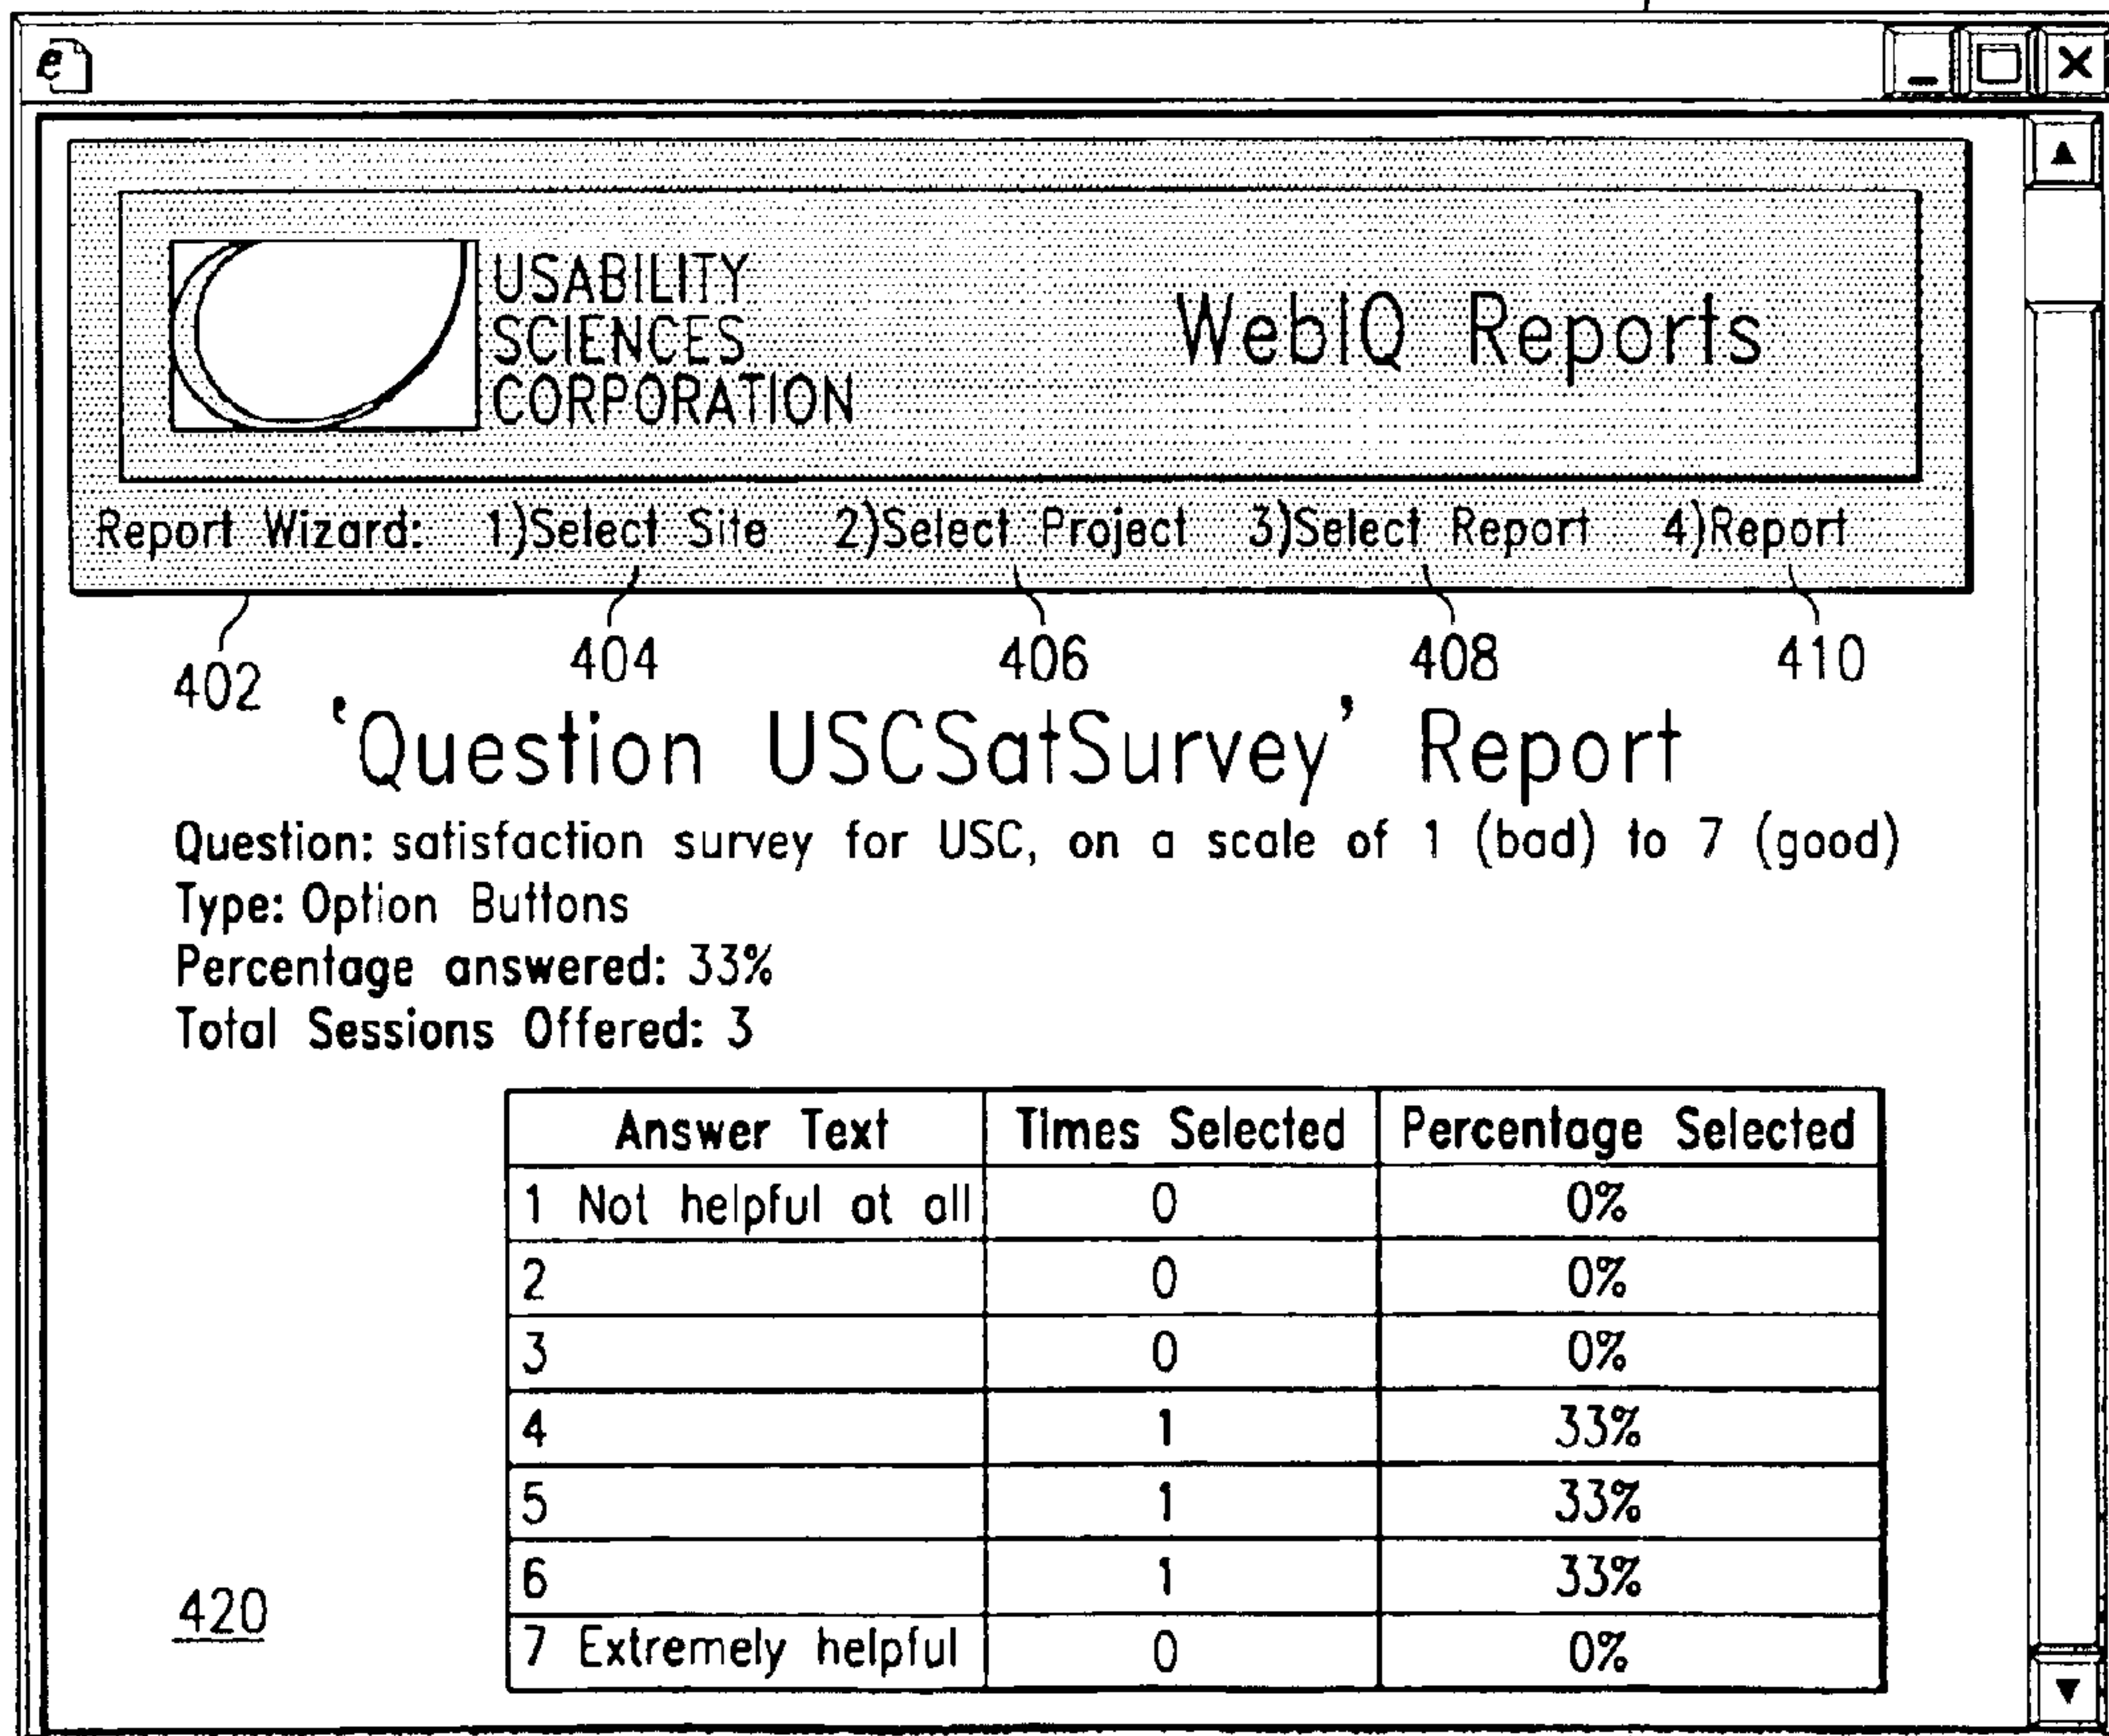 e
USABILITY
SCIENCES
CORPORATION
WebIQ Reports
Report Wizard: 1)Select Site 2)Select Project 3)Select Report 4)Report
402 404 406 408 410
'Question USCSatSurvey' Report
Question: satisfaction survey for USC, on a scale of 1 (bad) to 7 (good)
Type: Option Buttons
Percentage answered: 33%
Total Sessions Offered: 3
Answer Text Times Selected Percentage Selected
1 Not helpful at all 0 0%
2 0 0%
3 0 0%
4 1 33%
5 1 33%
6 1 33%
7 Extremely helpful 0 0%
420